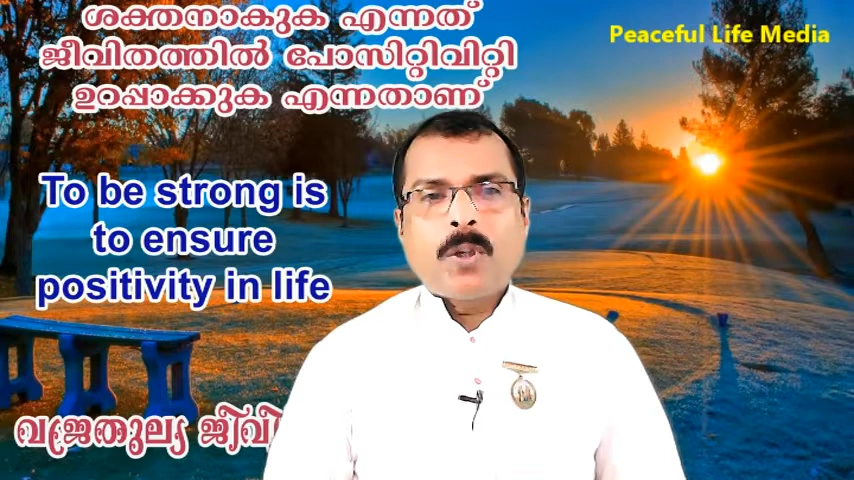 ശക്തനാകുക എന്നത്
ജീവിതത്തിൽ പോസിറ്റിവിറ്റി
ഉറപ്പാക്കുക എന്നതാണ്
Peaceful Life Media
To be strong is
to ensure
positivity in life
വജ്രതുല്യ